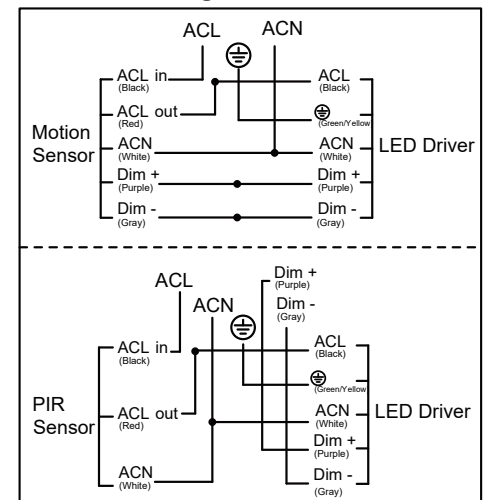 ACL ACN
ACL in
(Black)
ACL out
(Red)
ACN
(White)
Dim +
(Purple)
Dim -
(Gray)
Motion
Sensor
ACL
(Black)
(Green/Yellow
ACN
(White)
Dim +
(Purple)
Dim -
(Gray)
LED Driver
ACL
ACN
Dim +
(Purple)
Dim -
(Gray)
ACL in
(Black)
ACL out
(Red)
ACN
(White)
PIR
Sensor
ACL
(Black)
(Green/Yellow
ACN
(White)
Dim +
(Purple)
Dim -
(Gray)
LED Driver